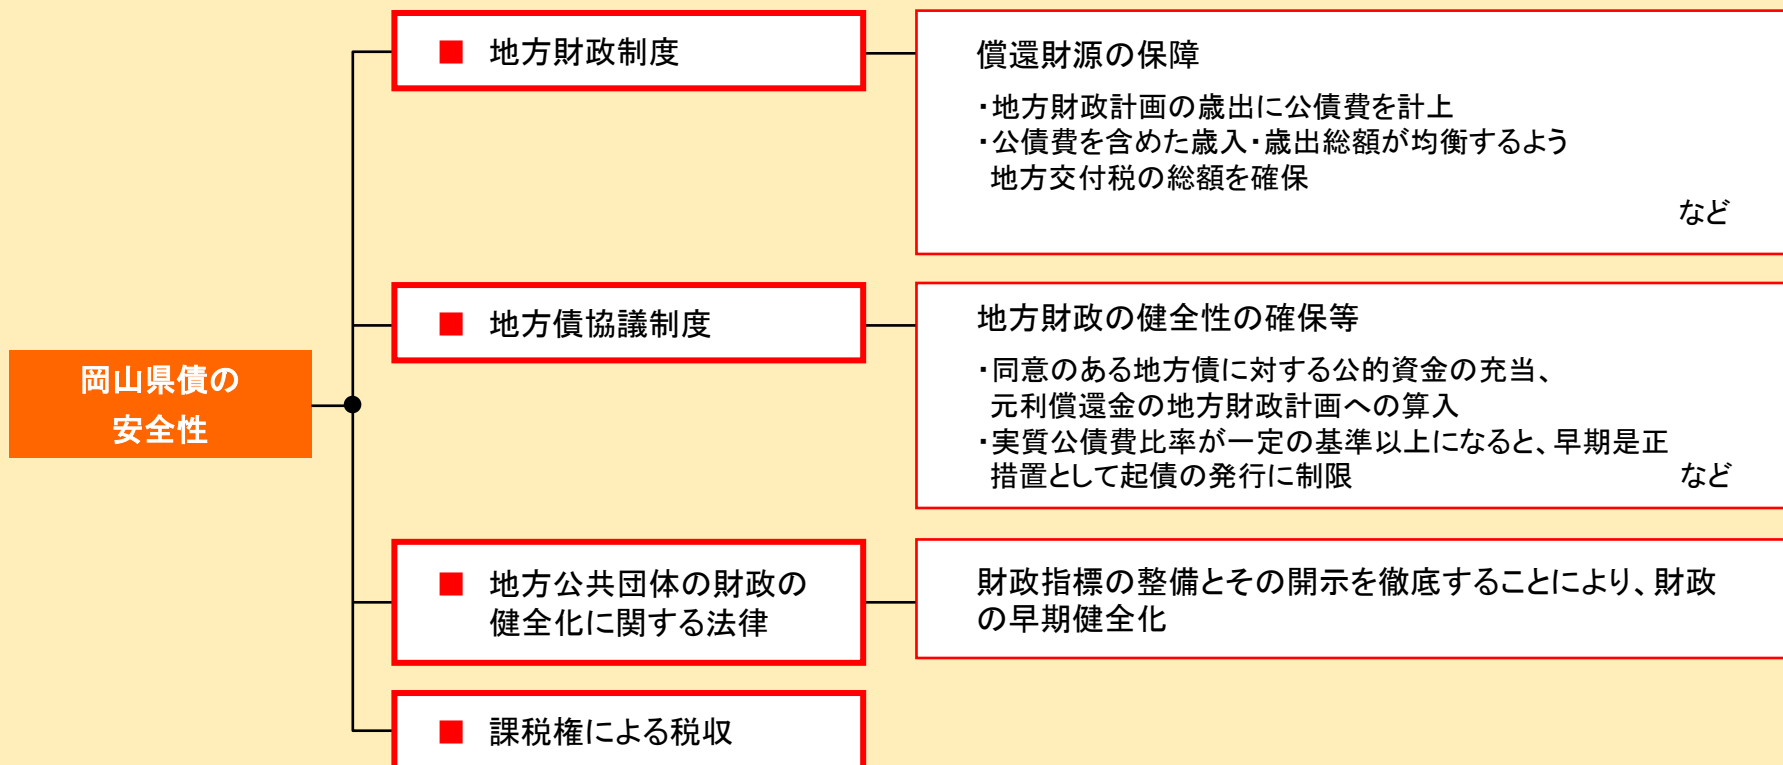 岡山県債の
安全性
■ 地方財政制度
償還財源の保障
・地方財政計画の歳出に公債費を計上
・公債費を含めた歳入・歳出総額が均衡するよう
地方交付税の総額を確保
など
■ 地方債協議制度
地方財政の健全性の確保等
・同意のある地方債に対する公的資金の充当、
元利償還金の地方財政計画への算入
・実質公債費比率が一定の基準以上になると、早期是正
措置として起債の発行に制限 など
■ 地方公共団体の財政の
健全化に関する法律
財政指標の整備とその開示を徹底することにより、財政
の早期健全化
■ 課税権による税収